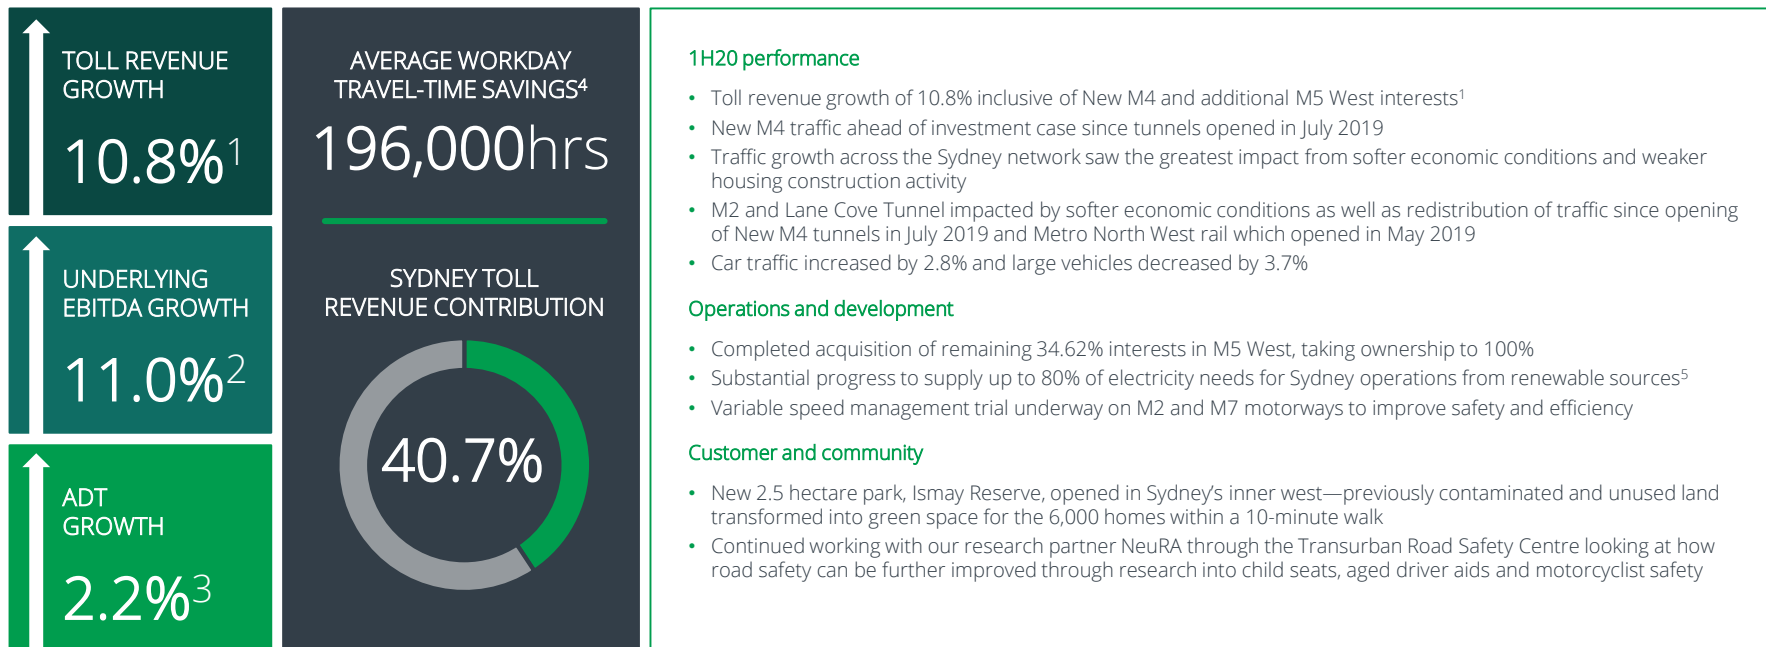 TOLL REVENUE
GROWTH
10.8%1
UNDERLYING
EBITDA GROWTH
11.0%2
ADT
GROWTH
2.2%3
AVERAGE WORKDAY
TRAVEL-TIME SAVINGS4
196,000hrs
SYDNEY TOLL
REVENUE CONTRIBUTION
40.7%
1H20 performance
• Toll revenue growth of 10.8% inclusive of New M4 and additional M5 West interests1
• New M4 traffic ahead of investment case since tunnels opened in July 2019
• Traffic growth across the Sydney network saw the greatest impact from softer economic conditions and weaker
housing construction activity
• M2 and Lane Cove Tunnel impacted by softer economic conditions as well as redistribution of traffic since opening
of New M4 tunnels in July 2019 and Metro North West rail which opened in May 2019
• Car traffic increased by 2.8% and large vehicles decreased by 3.7%
Operations and development
• Completed acquisition of remaining 34.62% interests in M5 West, taking ownership to 100%
• Substantial progress to supply up to 80% of electricity needs for Sydney operations from renewable sources5
• Variable speed management trial underway on M2 and M7 motorways to improve safety and efficiency
Customer and community
• New 2.5 hectare park, Ismay Reserve, opened in Sydney’s inner west—previously contaminated and unused land
transformed into green space for the 6,000 homes within a 10-minute walk
• Continued working with our research partner NeuRA through the Transurban Road Safety Centre looking at how
road safety can be further improved through research into child seats, aged driver aids and motorcyclist safety